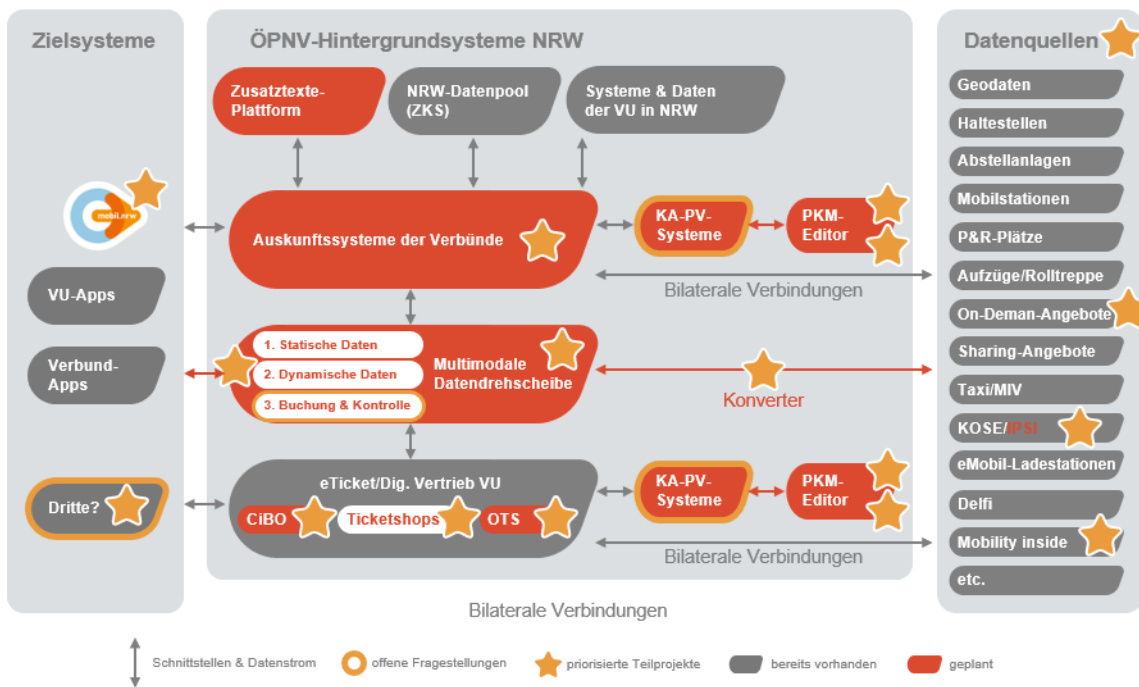 Zielsysteme
ÖPNV-Hintergrundsysteme NRW
Datenquellen
Zusatztexte-
Plattform
NRW-Datenpool
(ZKS)
Systeme & Daten
der VU in NRW
mobil.nrw
VU-Apps
Verbund-
Apps
Dritte?
Auskunftssysteme der Verbünde
KA-PV-
Systeme
PKM-
Editor
Bilaterale Verbindungen
1. Statische Daten
2. Dynamische Daten
3. Buchung & Kontrolle
Multimodale
Datendrehscheibe
Konverter
eTicket/Dig. Vertrieb VU
CiBO
Ticketshops
OTS
KA-PV-
Systeme
PKM-
Editor
Bilaterale Verbindungen
Geodaten
Haltestellen
Abstellanlagen
Mobilstationen
P&R-Plätze
Aufzüge/Rolltreppe
On-Deman-Angebote
Sharing-Angebote
Taxi/MIV
KOSE/IPSI
eMobil-Ladestationen
Delfi
Mobility inside
etc.
Bilaterale Verbindungen
Schnittstellen & Datenstrom
offene Fragestellungen
priorisierte Teilprojekte
bereits vorhanden
geplant